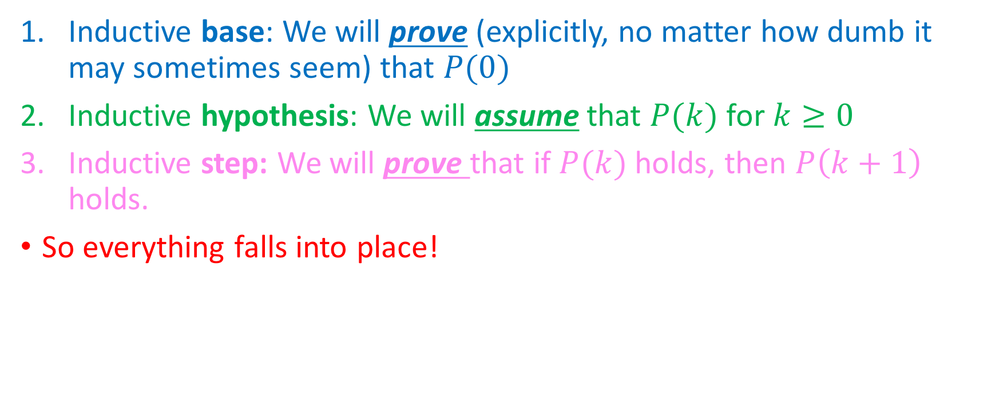 1. Inductive base: We will prove (explicitly, no matter how dumb it
may sometimes seem) that P(0)
2. Inductive hypothesis: We will assume that P(k) for k ≥ 0
3. Inductive step: We will prove that if P(k) holds, then P(k + 1)
holds.
• So everything falls into place!